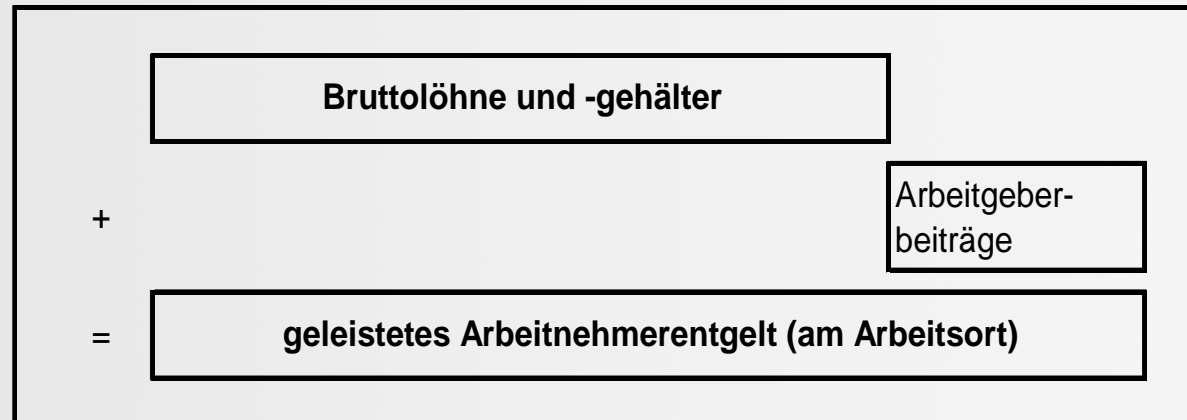 Bruttolöhne und -gehälter
+
Arbeitgeber-
beiträge
=
geleistetes Arbeitnehmerentgelt (am Arbeitsort)